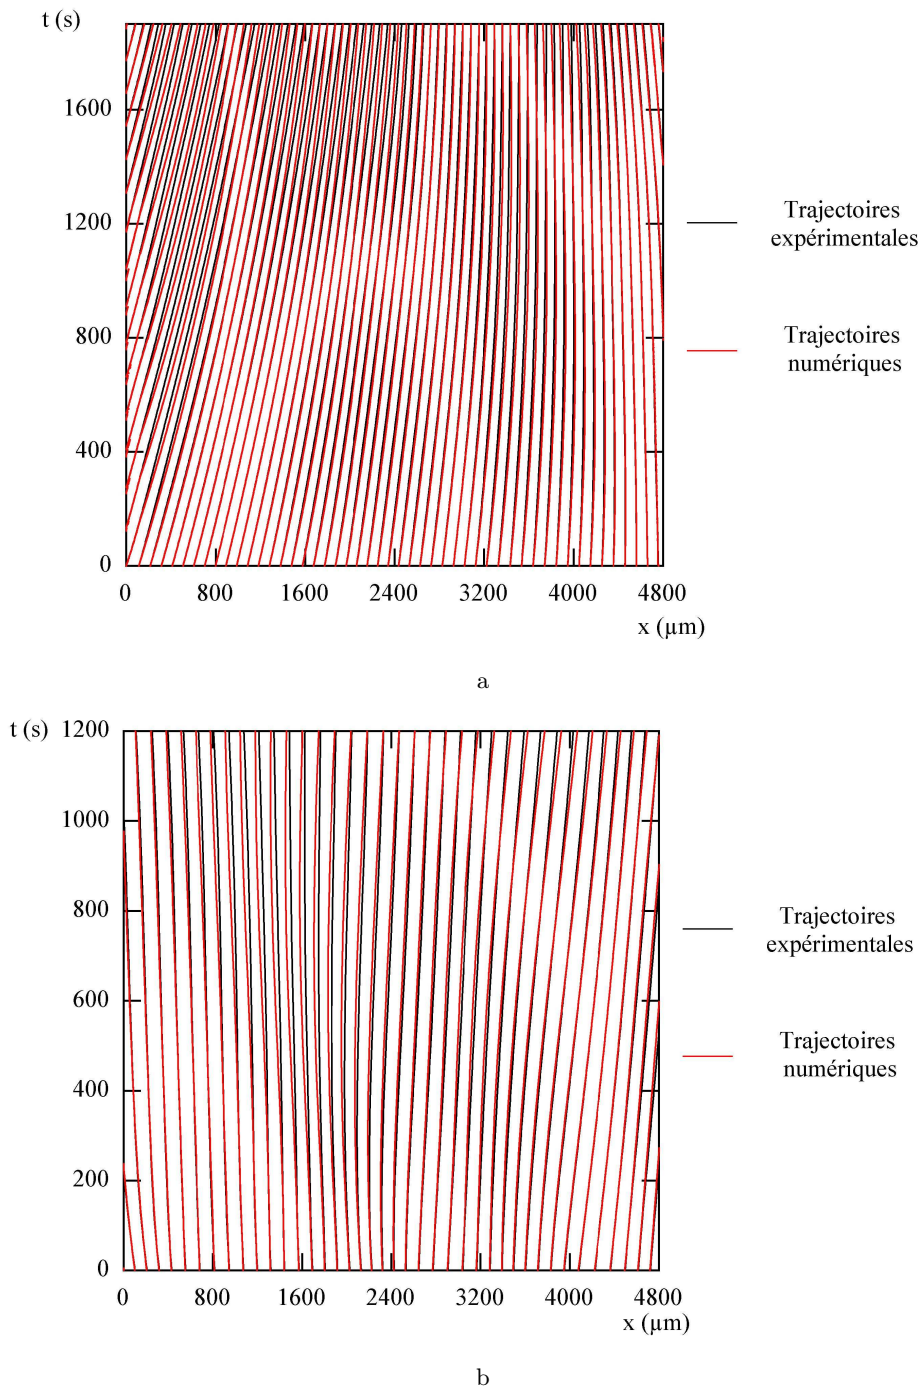 t (s)
1600
1200
800
400
0
0 800 1600 2400 3200 4000 4800
x (µm)
Trajectoires
expérimentales
Trajectoires
numériques
a
t (s) 1200
1000
800
600
400
200
0
0 800 1600 2400 3200 4000 4800
x (µm)
Trajectoires
expérimentales
Trajectoires
numériques
b